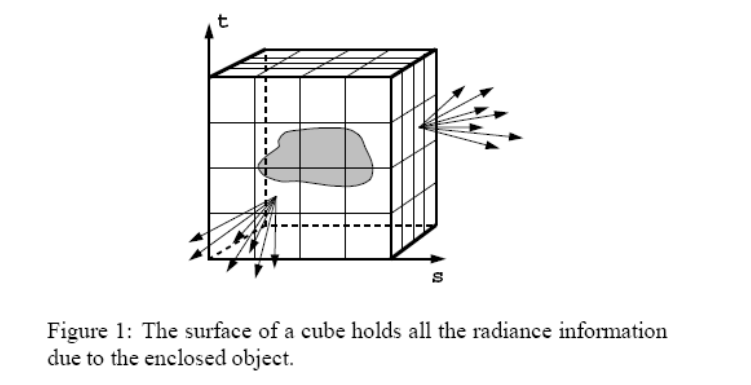 t
s
Figure 1: The surface of a cube holds all the radiance information
due to the enclosed object.